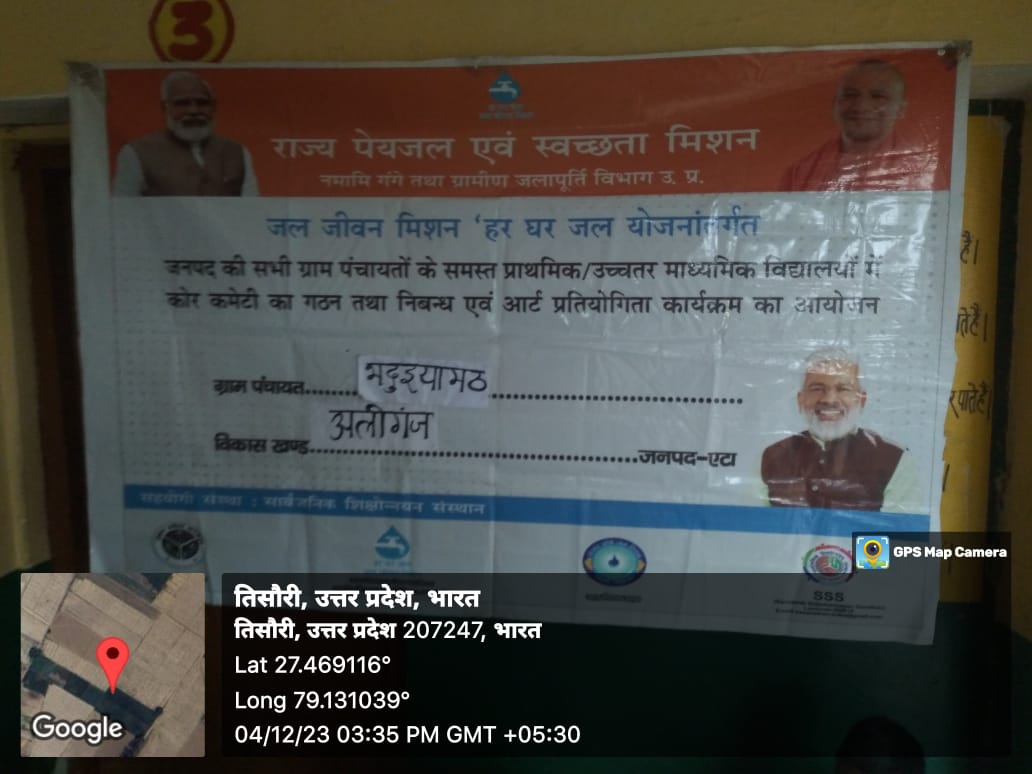 3
राज्य पेयजल एवं स्वच्छता मिशन
नमामि गंगे तथा ग्रामीण जलापूर्ति विभाग उ. प्र.
जल जीवन मिशन 'हर घर जल योजनांतर्गत
जनपद की सभी ग्राम पंचायतों के समस्त प्राथमिक/उच्चतर माध्यमिक विद्यालयों में
कोर कमेटी का गठन तथा निबन्ध एवं आर्ट प्रतियोगिता कार्यक्रम का आयोजन
ग्राम पंचायत......भदुइयामठ..............................
विकास खण्ड अलीगंज........................................जनपद-एटा
सहयोगी संस्था : सार्वजनिक शिक्षोन्नयन संस्थान
SSS
है।
ते हैं।
र पाते हैं।
GPS Map Camera
तिसौरी, उत्तर प्रदेश, भारत
तिसौरी, उत्तर प्रदेश 207247, भारत
Lat 27.469116°
Long 79.131039°
04/12/23 03:35 PM GMT +05:30
Google